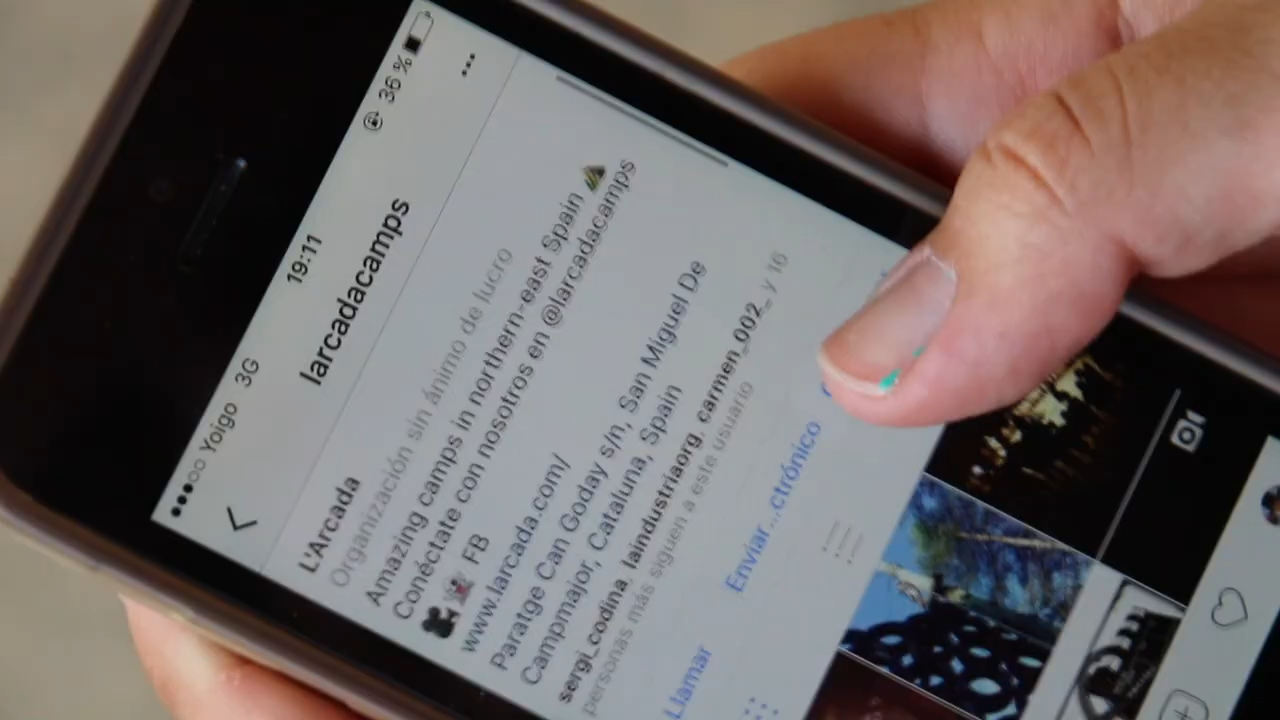 Yoigo 3G 19:11 36 %
larcadacamps
L'Arcada
Organización sin ánimo de lucro
Amazing camps in northern-east Spain
Conéctate con nosotros en @larcadacamps
FB
www.larcada.com/
Paratge Can Goday s/n, San Miguel De
Campmajor, Cataluna, Spain
sergi_codina, laindustriaorg, carmen_002_ y 16
personas más siguen a este usuario
Llamar Enviar...ctrónico